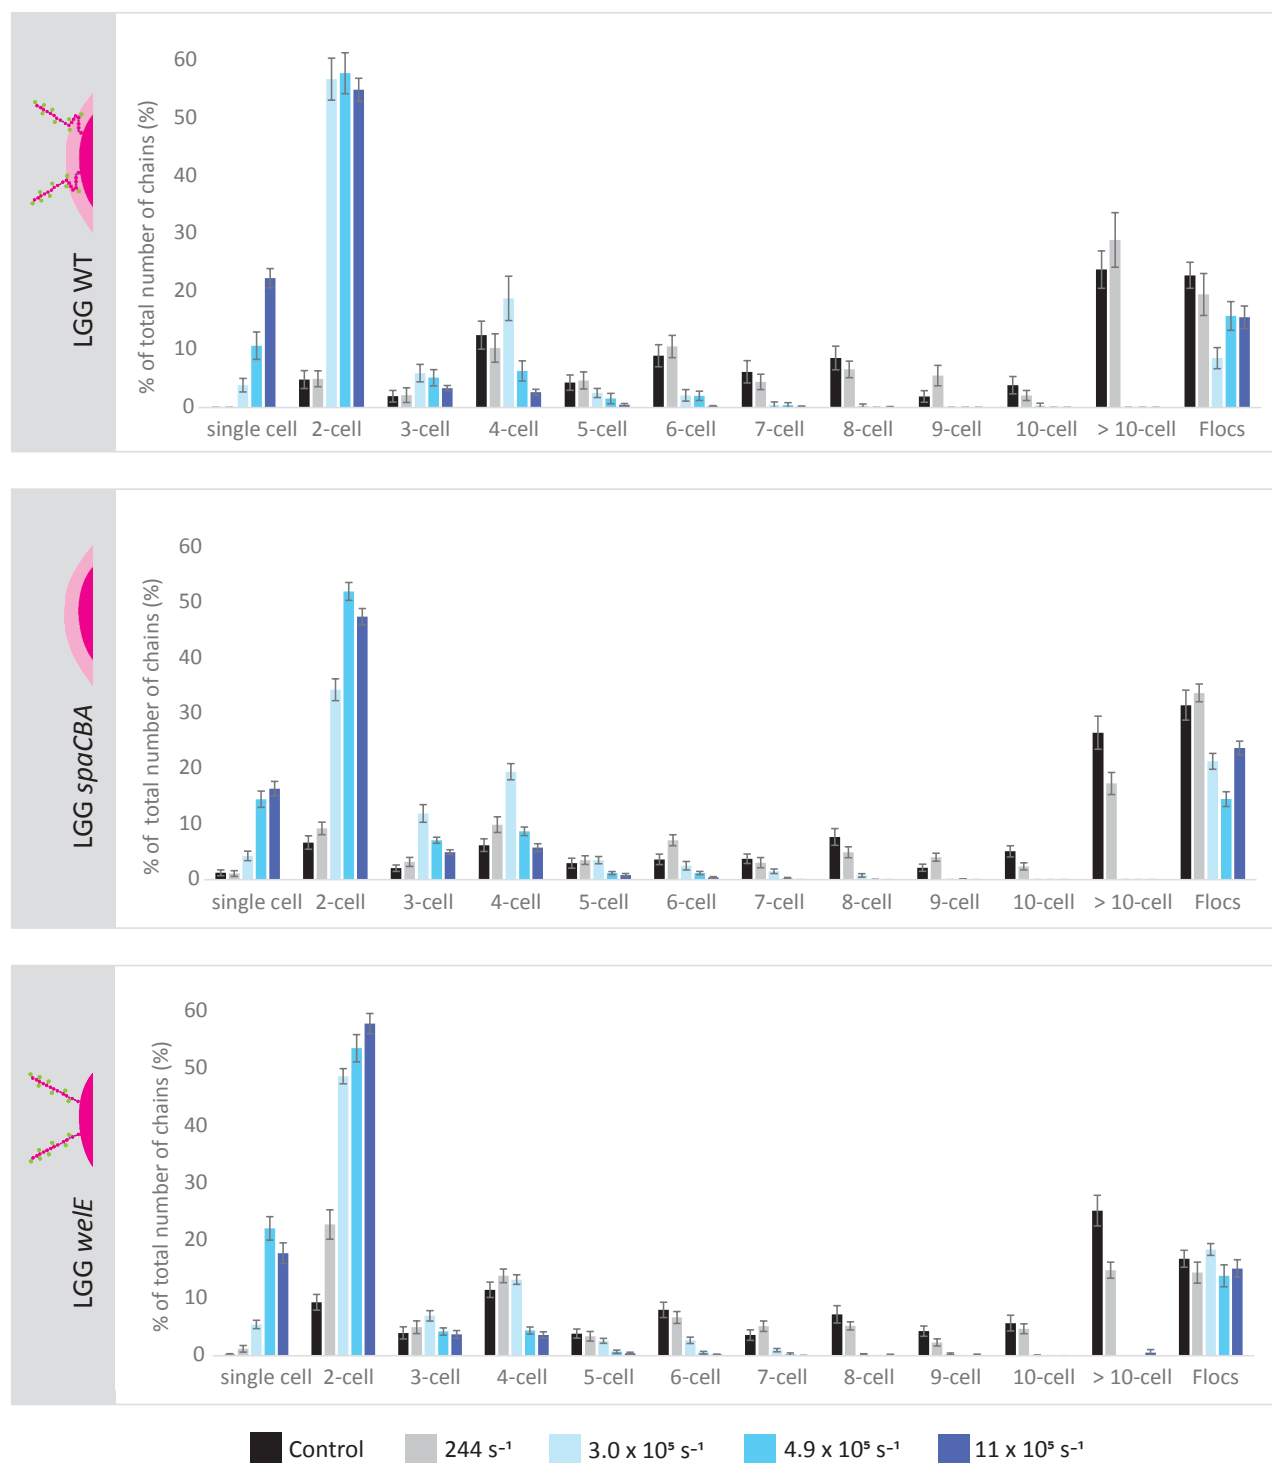 LGG WT
% of total number of chains (%)
60
50
40
30
20
10
0
single cell 2-cell 3-cell 4-cell 5-cell 6-cell 7-cell 8-cell 9-cell 10-cell > 10-cell Flocs
LGG spaCBA
% of total number of chains (%)
60
50
40
30
20
10
0
single cell 2-cell 3-cell 4-cell 5-cell 6-cell 7-cell 8-cell 9-cell 10-cell > 10-cell Flocs
LGG welE
% of total number of chains (%)
60
50
40
30
20
10
0
single cell 2-cell 3-cell 4-cell 5-cell 6-cell 7-cell 8-cell 9-cell 10-cell > 10-cell Flocs
Control 244 s⁻¹ 3.0 x 10⁵ s⁻¹ 4.9 x 10⁵ s⁻¹ 11 x 10⁵ s⁻¹